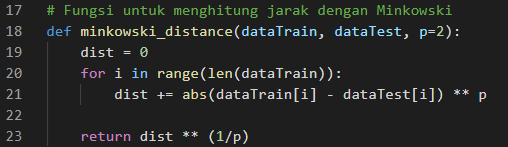 17 # Fungsi untuk menghitung jarak dengan Minkowski
18 def minkowski_distance(dataTrain, dataTest, p=2):
19     dist = 0
20     for i in range(len(dataTrain)):
21         dist += abs(dataTrain[i] - dataTest[i]) ** p
22
23     return dist ** (1/p)